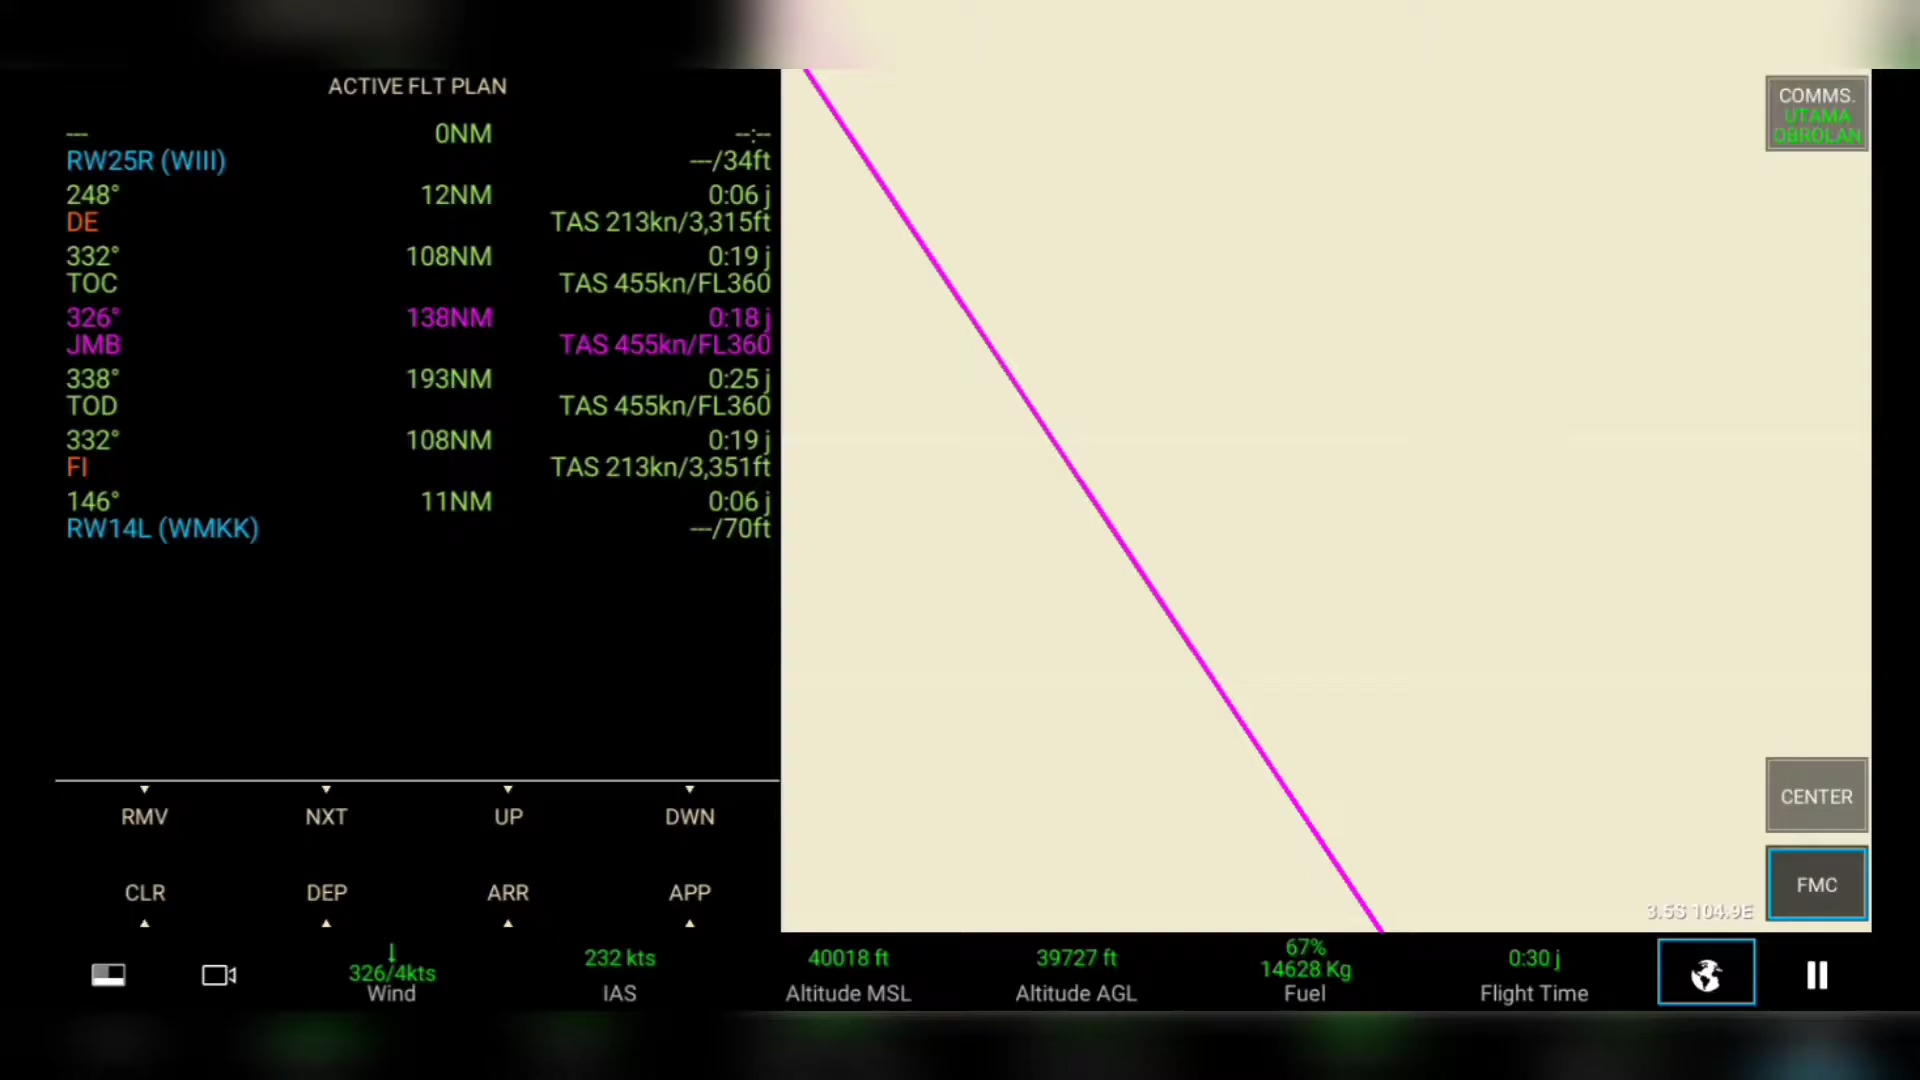 ACTIVE FLT PLAN
--- 0NM --:--
RW25R (WIII) ---/34ft
248° 12NM 0:06 j
DE TAS 213kn/3,315ft
332° 108NM 0:19 j
TOC TAS 455kn/FL360
326° 138NM 0:18 j
JMB TAS 455kn/FL360
338° 193NM 0:25 j
TOD TAS 455kn/FL360
332° 108NM 0:19 j
FI TAS 213kn/3,351ft
146° 11NM 0:06 j
RW14L (WMKK) ---/70ft
RMV NXT UP DWN
CLR DEP ARR APP
COMMS.
UTAMA
OBROLAN
CENTER
FMC
3.5S 104.9E
326/4kts
Wind
232 kts
IAS
40018 ft
Altitude MSL
39727 ft
Altitude AGL
67%
14628 Kg
Fuel
0:30 j
Flight Time